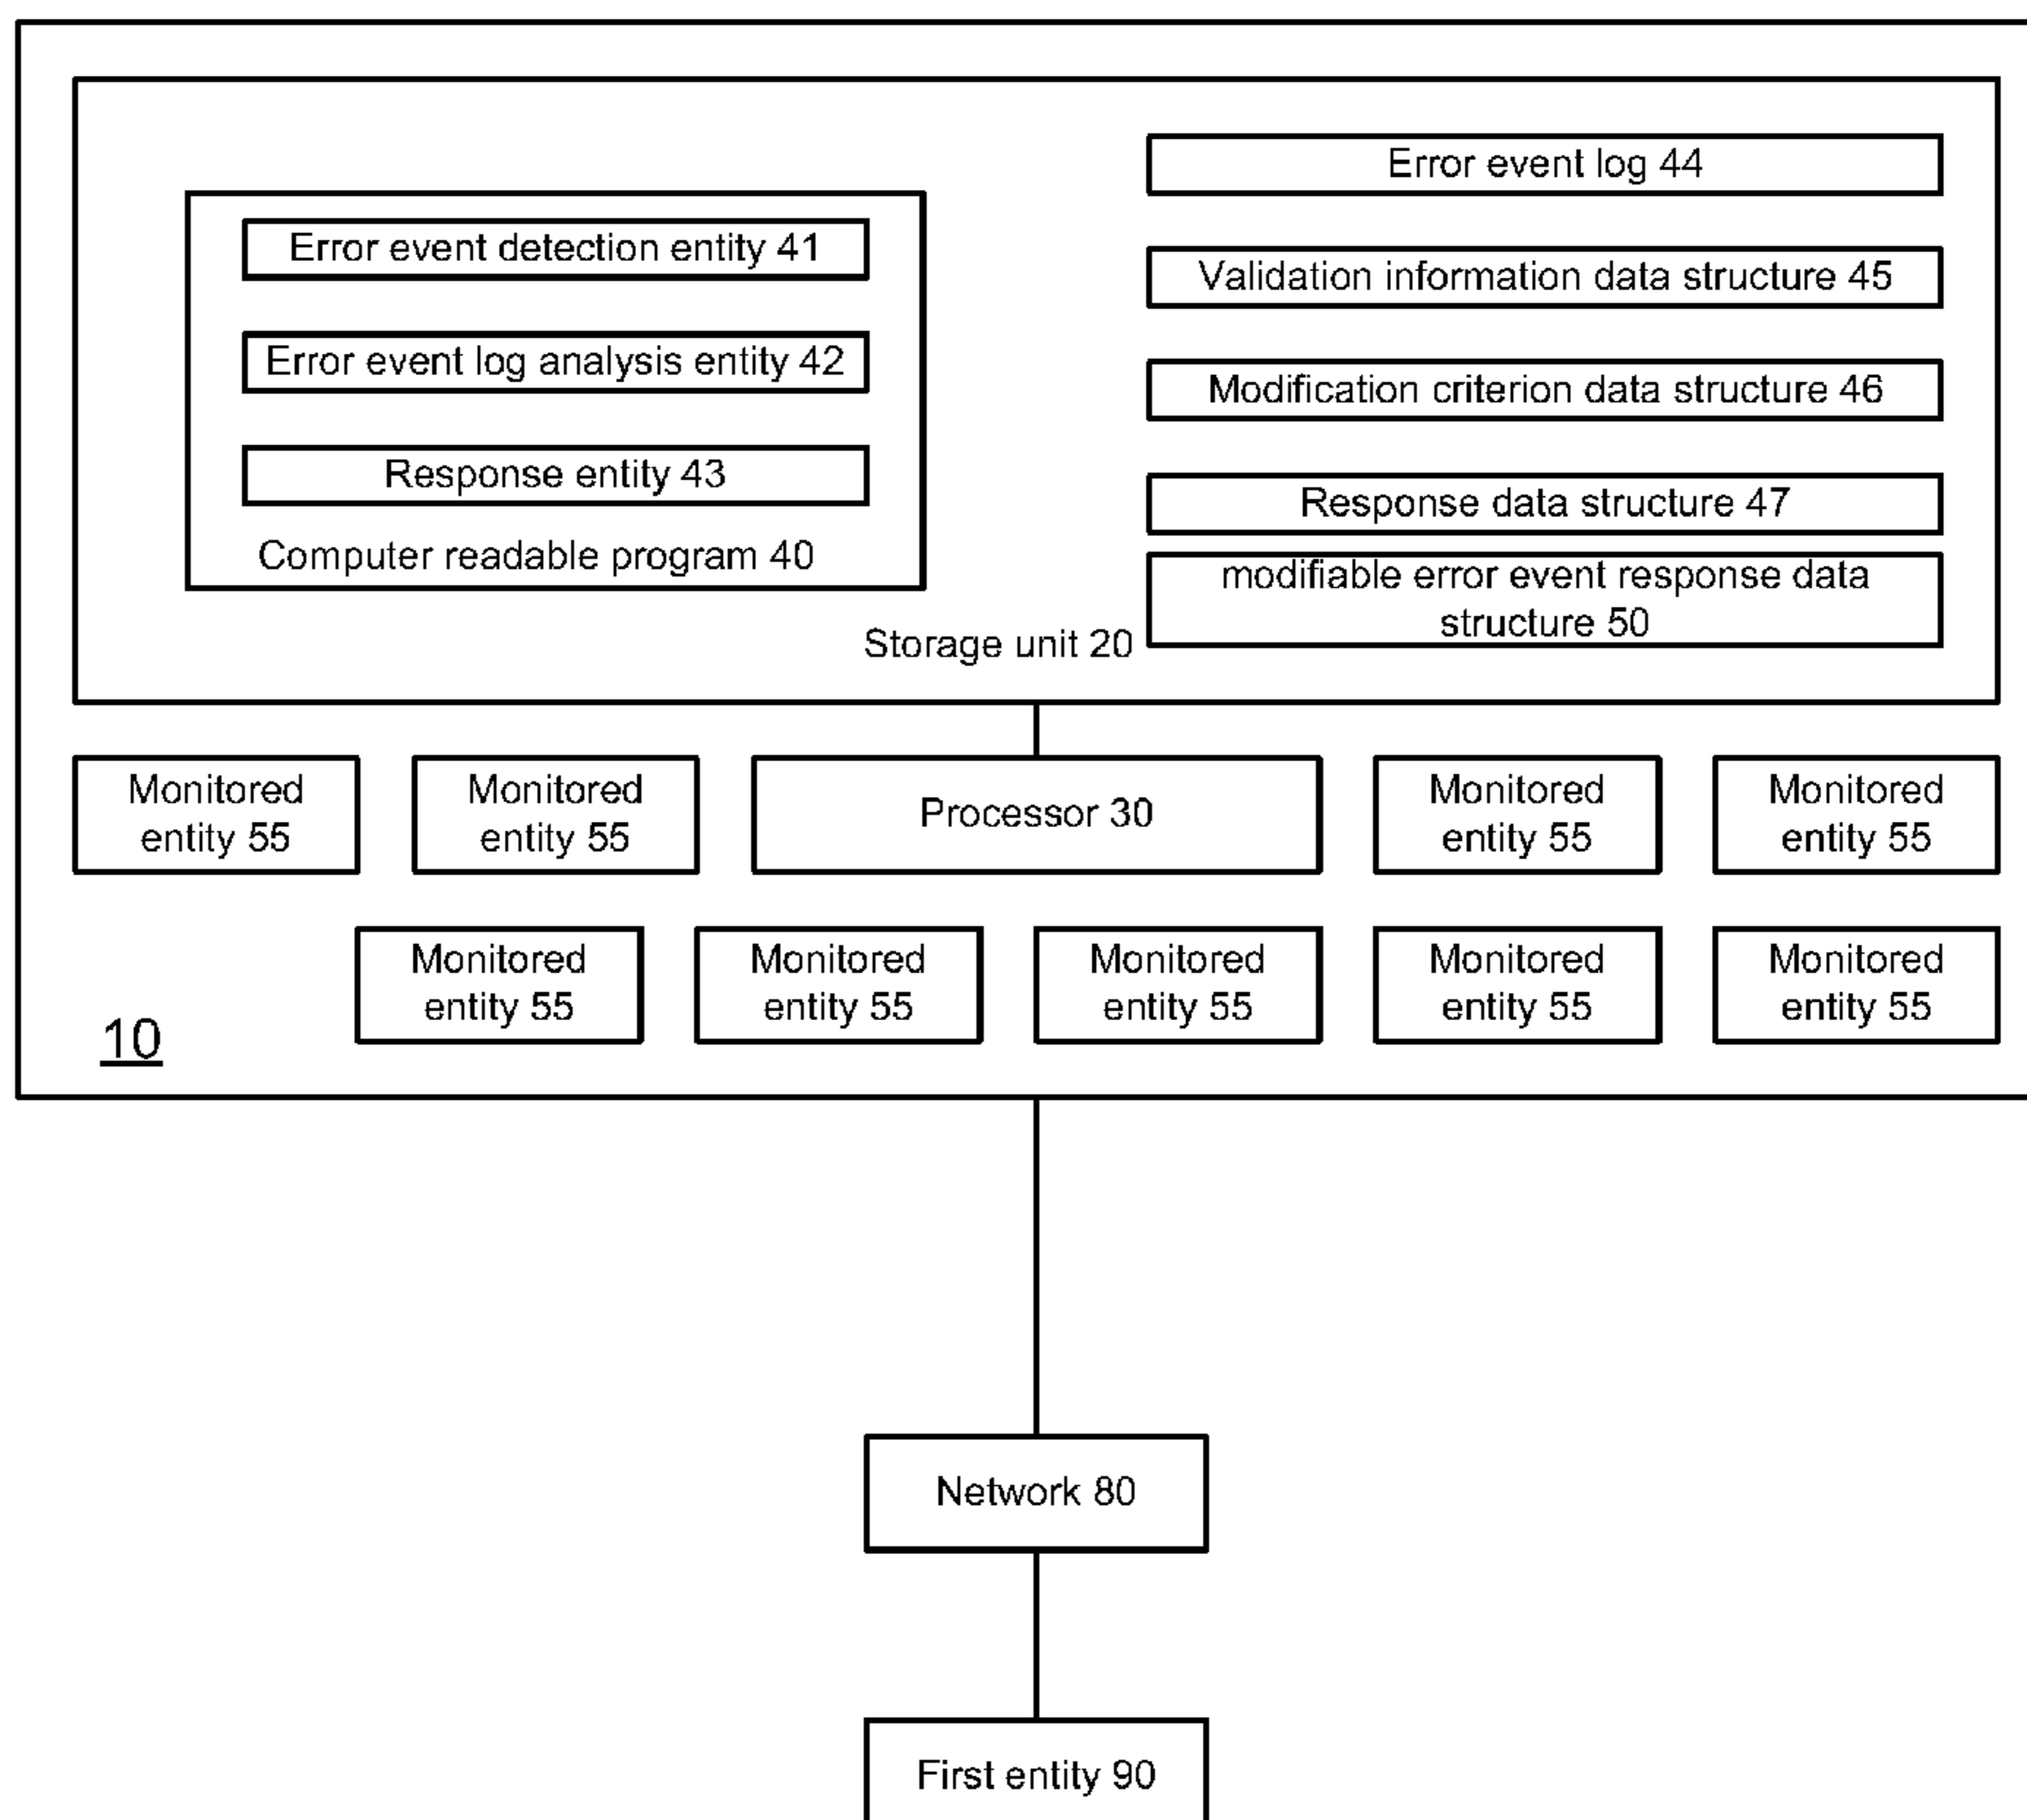 Error event log 44
Error event detection entity 41
Validation information data structure 45
Error event log analysis entity 42
Modification criterion data structure 46
Response entity 43
Response data structure 47
Computer readable program 40
modifiable error event response data
structure 50
Storage unit 20
Monitored
entity 55
Monitored
entity 55
Processor 30
Monitored
entity 55
Monitored
entity 55
Monitored
entity 55
Monitored
entity 55
Monitored
entity 55
Monitored
entity 55
Monitored
entity 55
10
Network 80
First entity 90